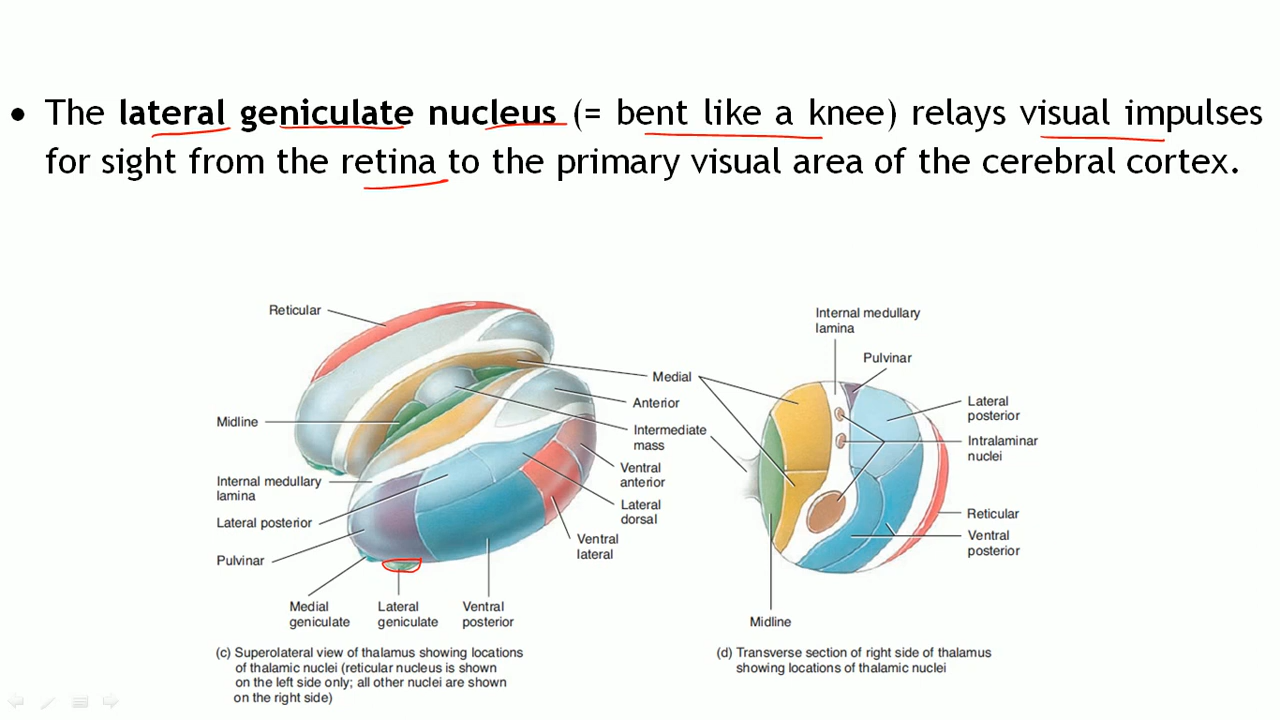 • The lateral geniculate nucleus (= bent like a knee) relays visual impulses
for sight from the retina to the primary visual area of the cerebral cortex.
Reticular
Midline
Internal medullary
lamina
Lateral posterior
Pulvinar
Medial
geniculate
Lateral
geniculate
Ventral
posterior
Medial
Anterior
Intermediate
mass
Ventral
anterior
Lateral
dorsal
Ventral
lateral
(c) Superolateral view of thalamus showing locations
of thalamic nuclei (reticular nucleus is shown
on the left side only; all other nuclei are shown
on the right side)
Internal medullary
lamina
Pulvinar
Lateral
posterior
Intralaminar
nuclei
Reticular
Ventral
posterior
Midline
(d) Transverse section of right side of thalamus
showing locations of thalamic nuclei